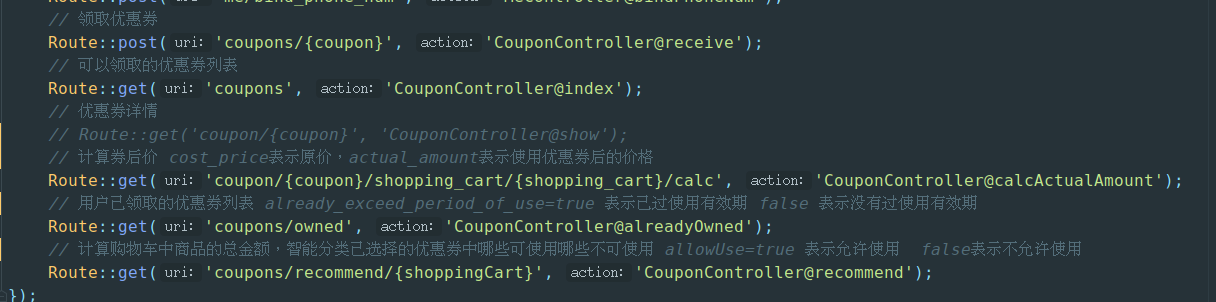 // 领取优惠券
Route::post( uri: 'coupons/{coupon}', action: 'CouponController@receive');
// 可以领取的优惠券列表
Route::get( uri: 'coupons', action: 'CouponController@index');
// 优惠券详情
// Route::get('coupon/{coupon}', 'CouponController@show');
// 计算券后价 cost_price表示原价，actual_amount表示使用优惠券后的价格
Route::get( uri: 'coupon/{coupon}/shopping_cart/{shopping_cart}/calc', action: 'CouponController@calcActualAmount');
// 用户已领取的优惠券列表 already_exceed_period_of_use=true 表示已过使用有效期 false 表示没有过使用有效期
Route::get( uri: 'coupons/owned', action: 'CouponController@alreadyOwned');
// 计算购物车中商品的总金额，智能分类已选择的优惠券中哪些可使用哪些不可使用 allowUse=true 表示允许使用 false表示不允许使用
Route::get( uri: 'coupons/recommend/{shoppingCart}', action: 'CouponController@recommend');
});